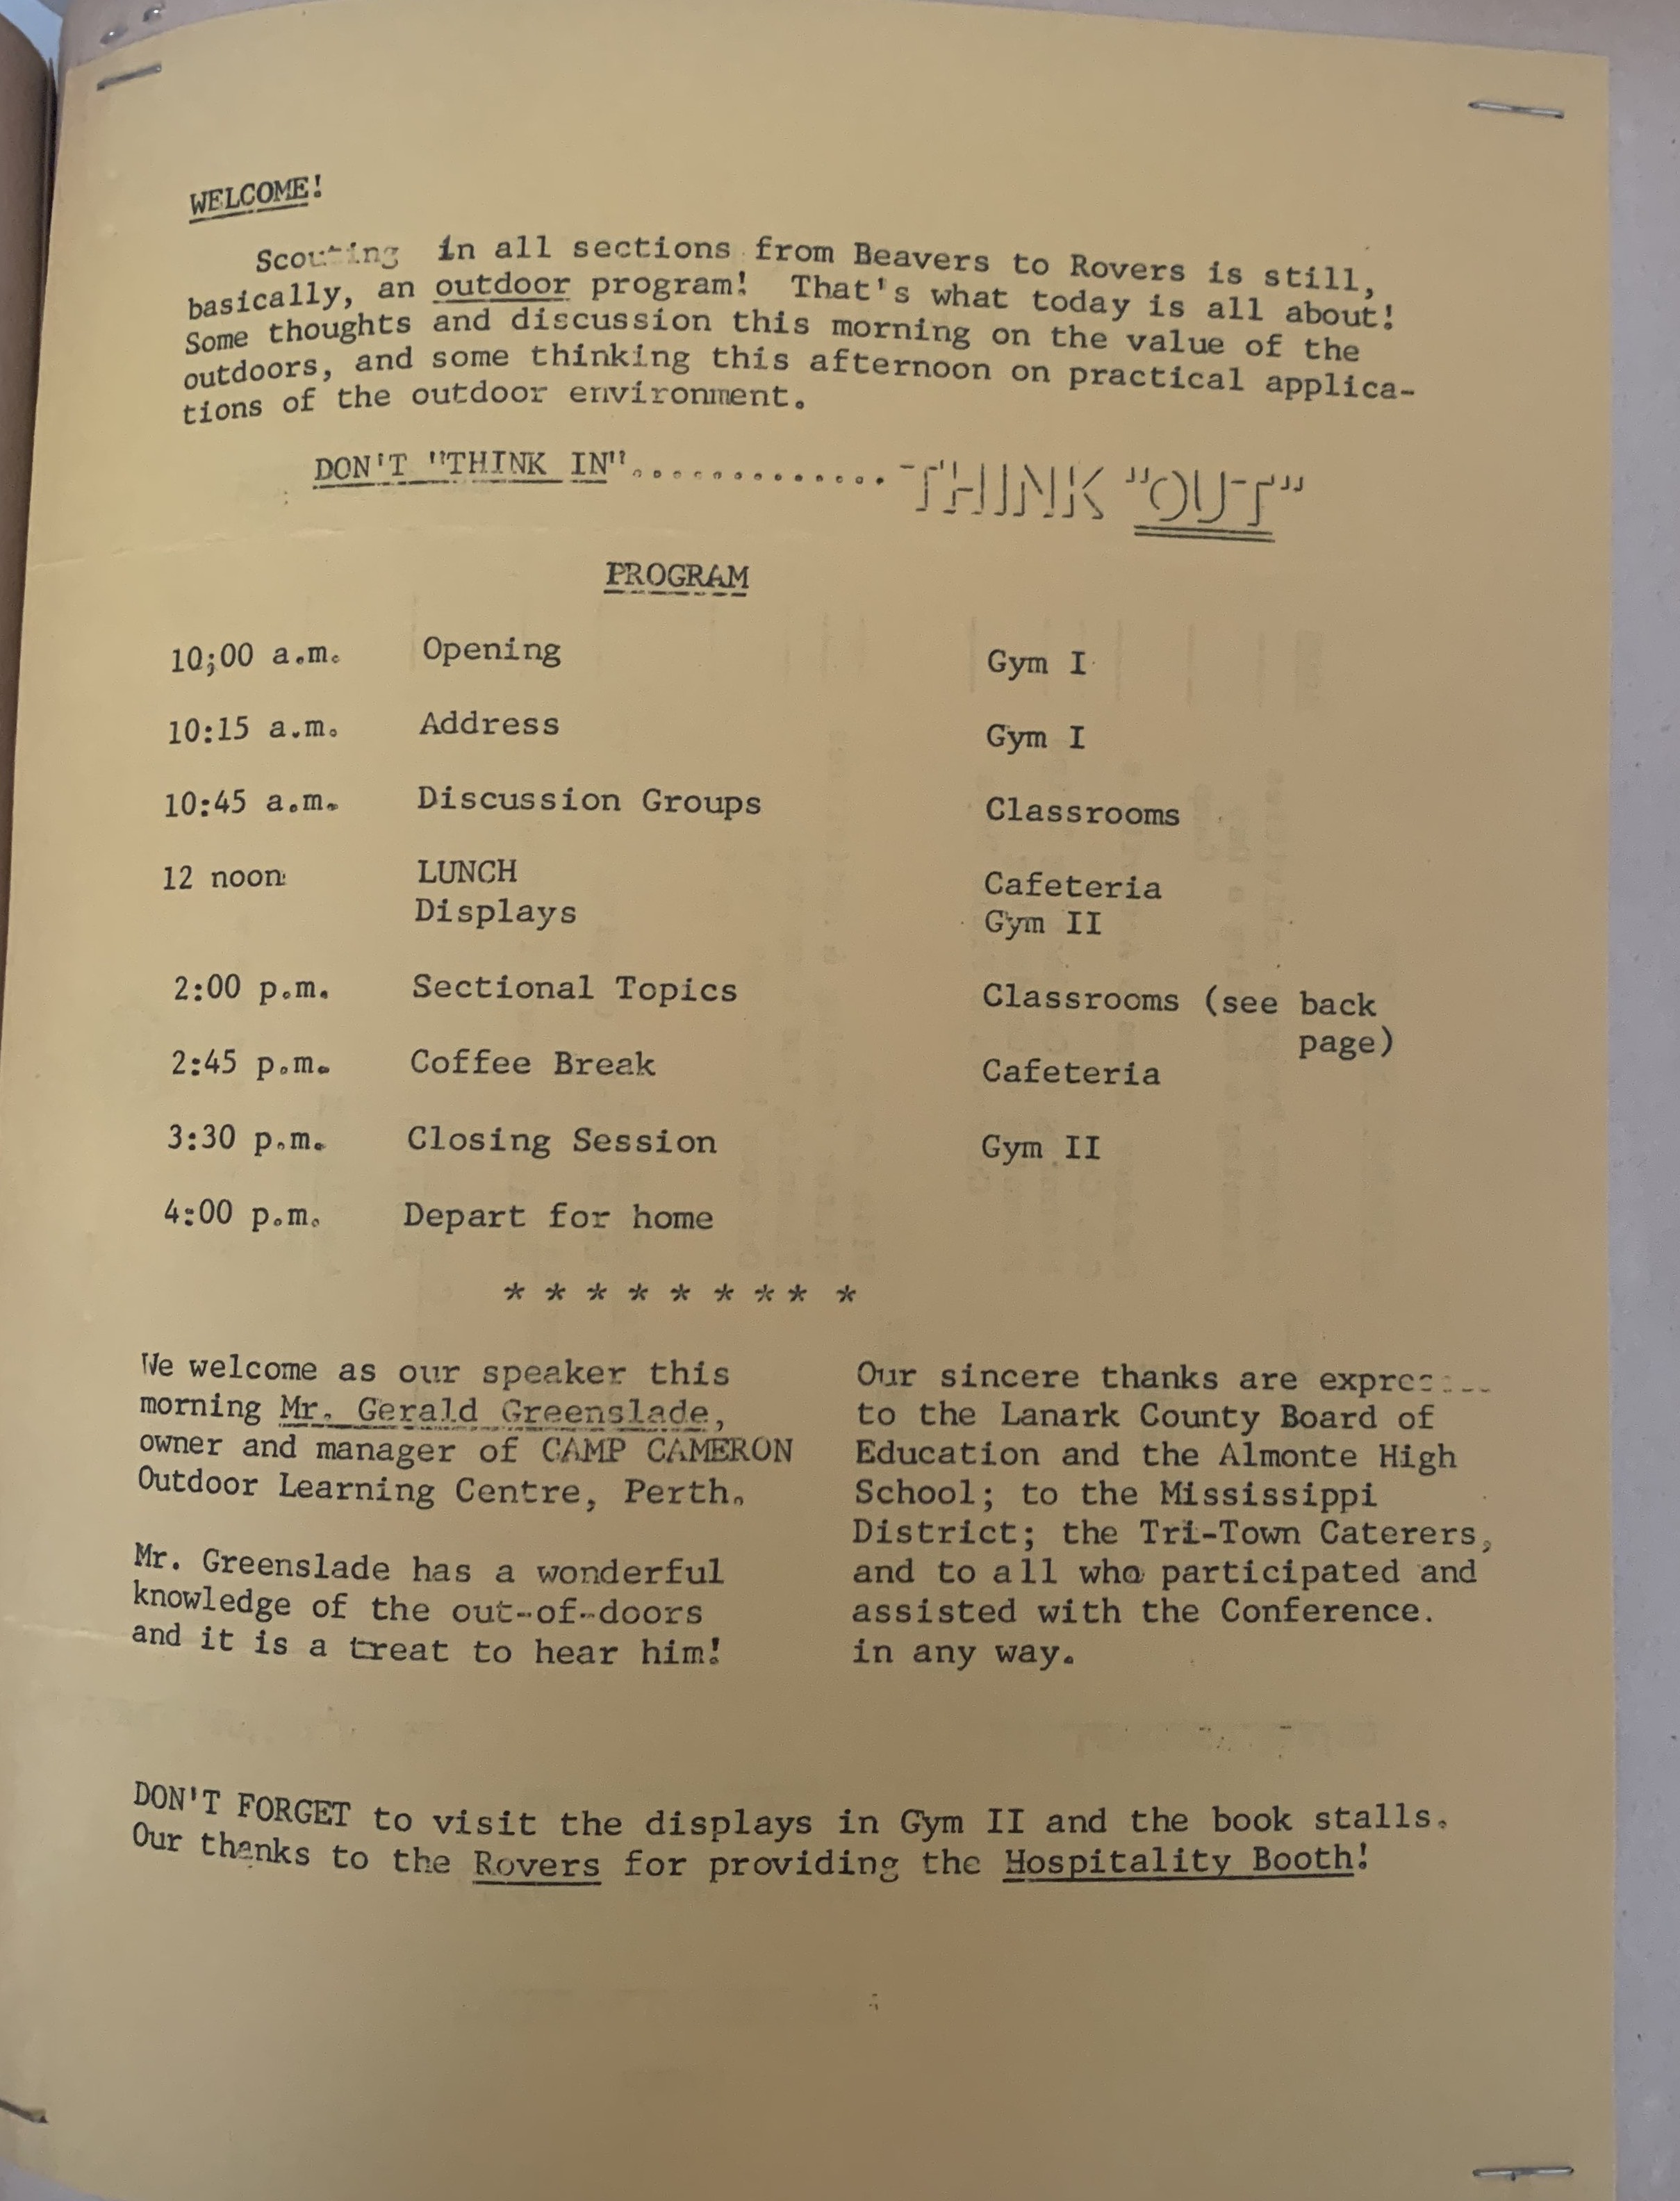 WELCOME!
Scouting in all sections from Beavers to Rovers is still,
basically, an outdoor program! That's what today is all about!
Some thoughts and discussion this morning on the value of the
outdoors, and some thinking this afternoon on practical applica-
tions of the outdoor environment.
DON'T "THINK IN".............THINK "OUT"
PROGRAM
10;00 a.m. Opening Gym I
10:15 a.m. Address Gym I
10:45 a.m. Discussion Groups Classrooms
12 noon LUNCH Cafeteria
Displays Gym II
2:00 p.m. Sectional Topics Classrooms (see back
page)
2:45 p.m. Coffee Break Cafeteria
3:30 p.m. Closing Session Gym II
4:00 p.m. Depart for home
* * * * * * * * *
We welcome as our speaker this
morning Mr. Gerald Greenslade,
owner and manager of CAMP CAMERON
Outdoor Learning Centre, Perth.
Mr. Greenslade has a wonderful
knowledge of the out-of-doors
and it is a treat to hear him!
Our sincere thanks are
to the Lanark County Board of
Education and the Almonte High
School; to the Mississippi
District; the Tri-Town Caterers,
and to all who participated and
assisted with the Conference.
in any way.
DON'T FORGET to visit the displays in Gym II and the book stalls.
Our thanks to the Rovers for providing the Hospitality Booth!